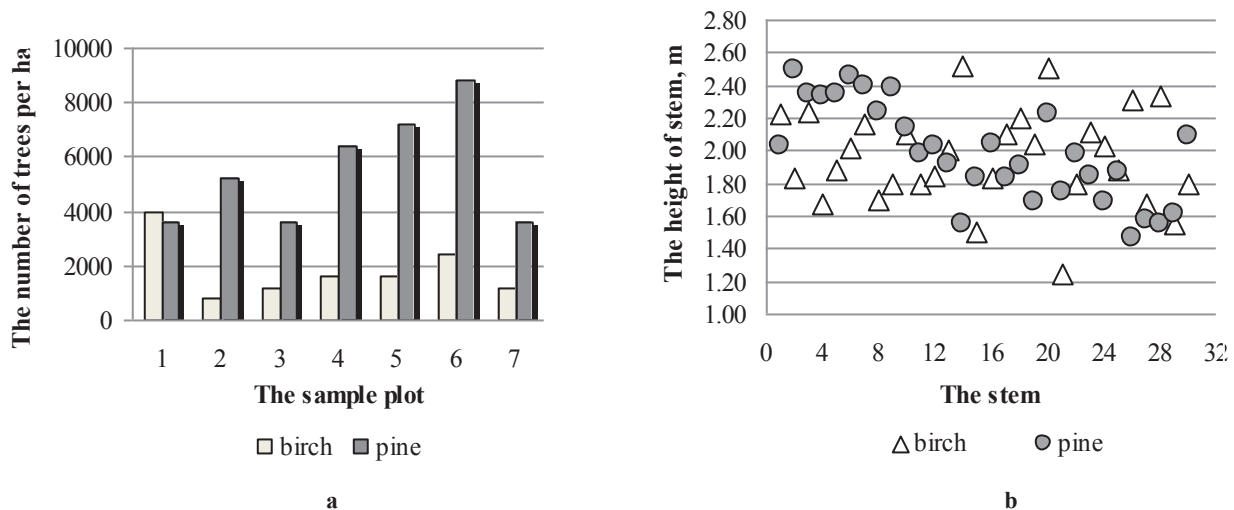 The number of trees per ha
10000
8000
6000
4000
2000
0
1 2 3 4 5 6 7
The sample plot
birch pine
a
The height of stem, m
2.80
2.60
2.40
2.20
2.00
1.80
1.60
1.40
1.20
1.00
0 4 8 12 16 20 24 28 32
The stem
birch pine
b